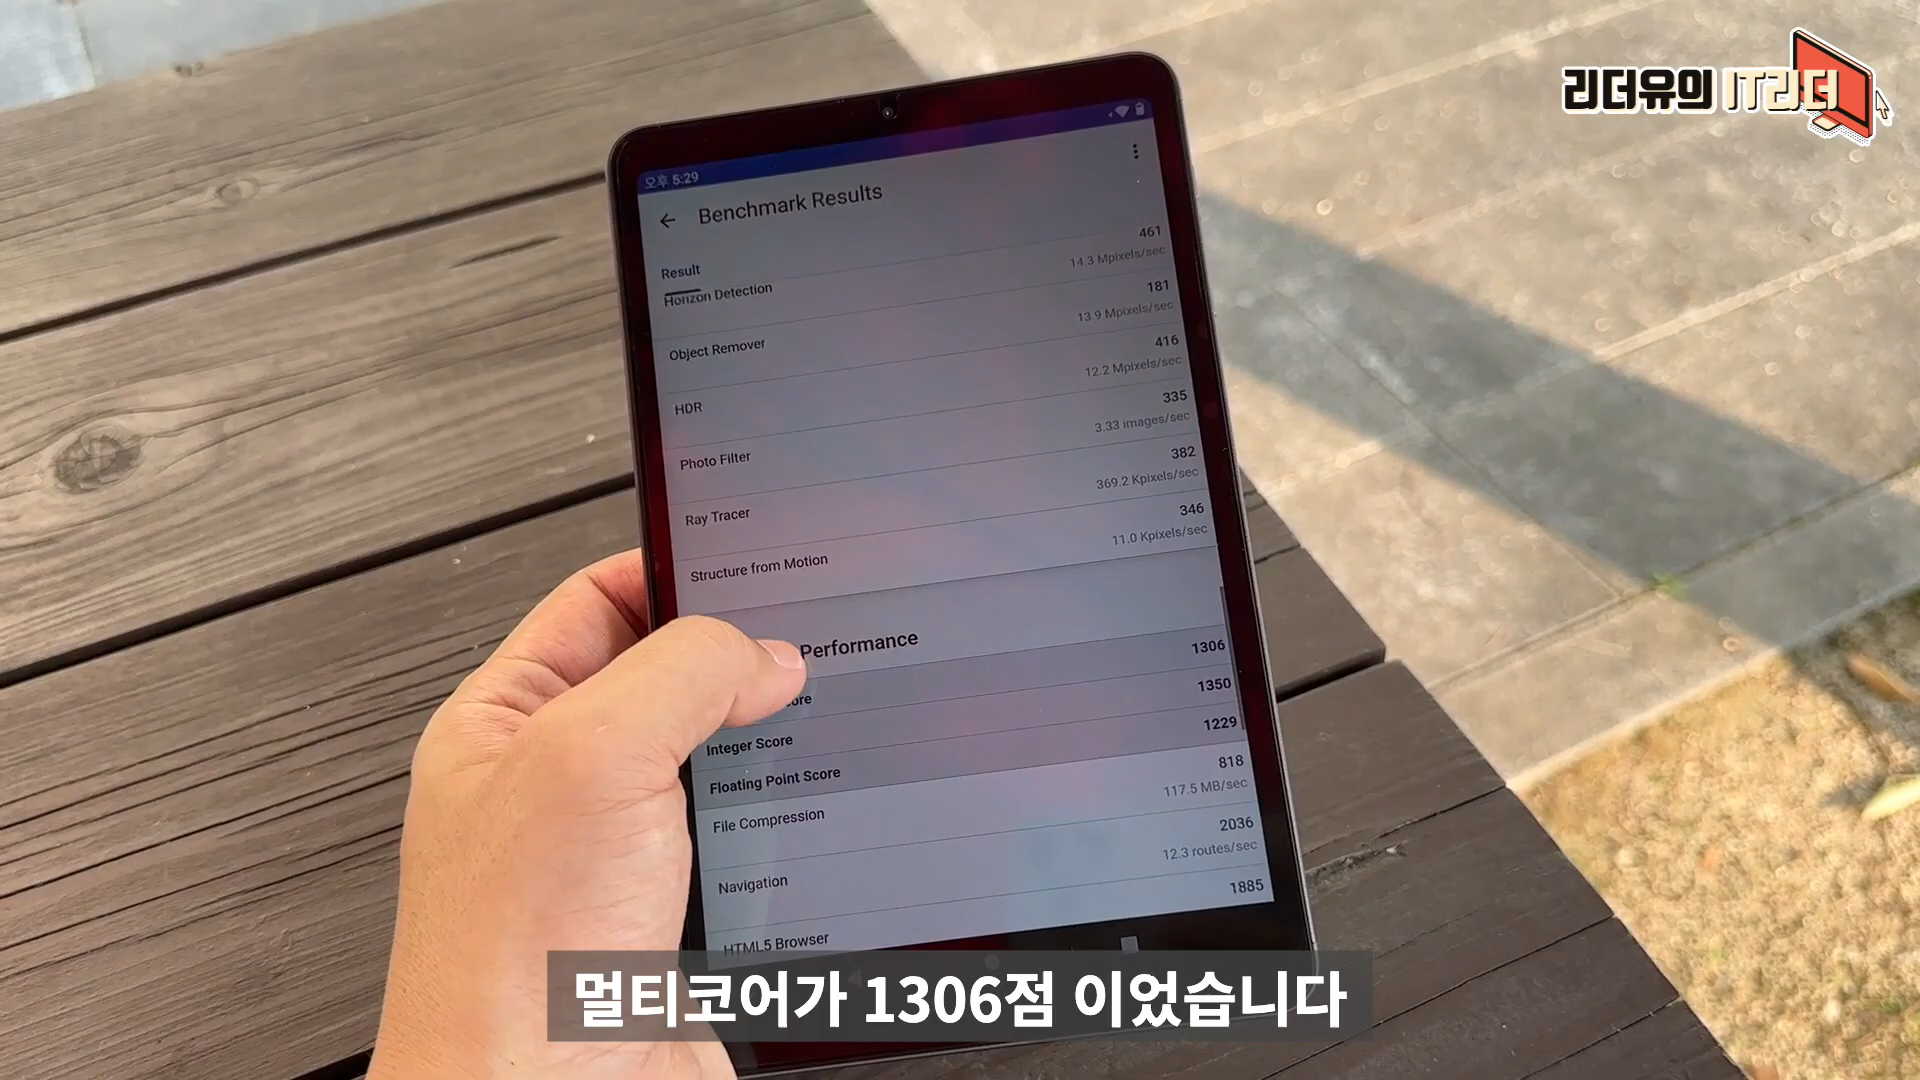 리더유의 IT리더
오후 5:29
Benchmark Results
Result
461
Horizon Detection
14.3 Mpixels/sec
181
Object Remover
13.9 Mpixels/sec
416
HDR
12.2 Mpixels/sec
335
Photo Filter
3.33 images/sec
382
Ray Tracer
369.2 Kpixels/sec
346
Structure from Motion
11.0 Kpixels/sec
Performance
1306
1350
Integer Score
1229
Floating Point Score
818
File Compression
117.5 MB/sec
2036
Navigation
12.3 routes/sec
1885
HTML5 Browser
멀티코어가 1306점 이었습니다